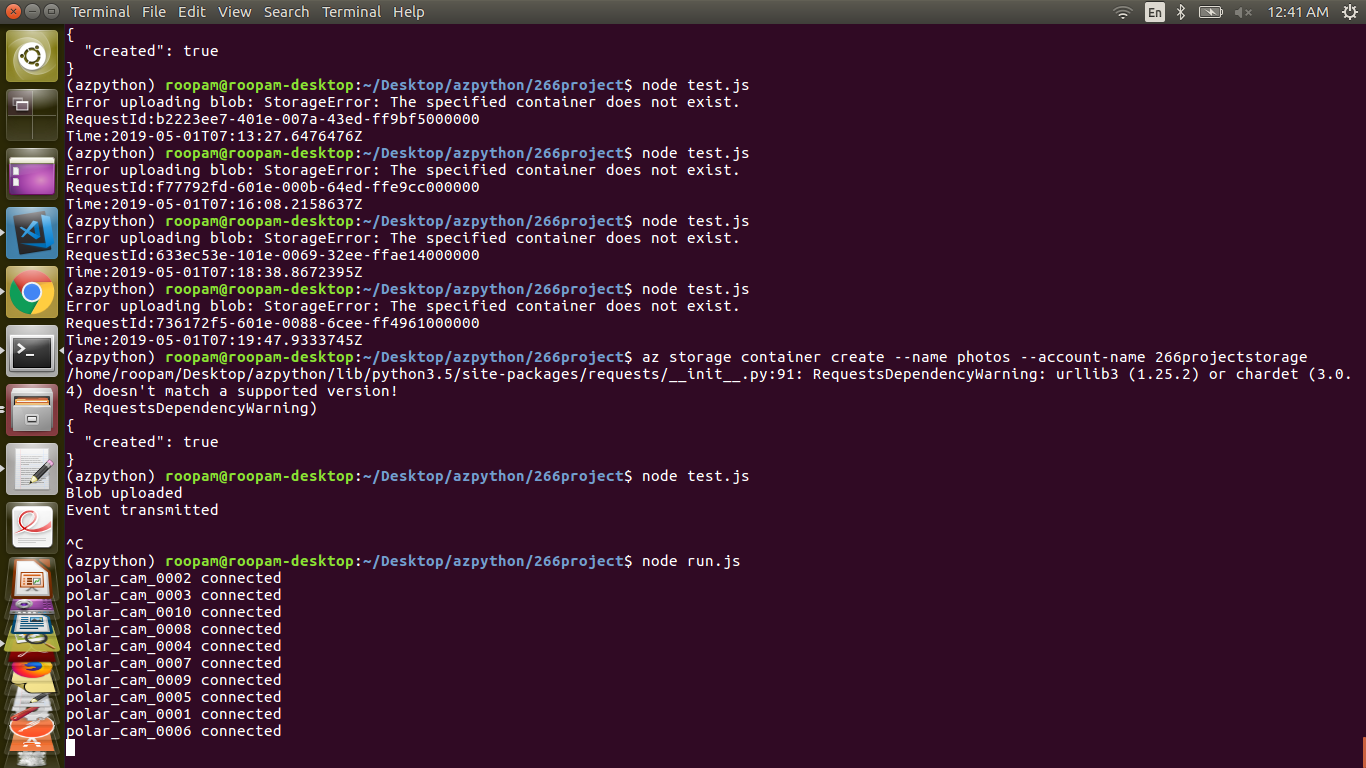 Terminal File Edit View Search Terminal Help En 12:41 AM
{
  "created": true
}
(azpython) roopam@roopam-desktop:~/Desktop/azpython/266project$ node test.js
Error uploading blob: StorageError: The specified container does not exist.
RequestId:b2223ee7-401e-007a-43ed-ff9bf5000000
Time:2019-05-01T07:13:27.6476476Z
(azpython) roopam@roopam-desktop:~/Desktop/azpython/266project$ node test.js
Error uploading blob: StorageError: The specified container does not exist.
RequestId:f77792fd-601e-000b-64ed-ffe9cc000000
Time:2019-05-01T07:16:08.2158637Z
(azpython) roopam@roopam-desktop:~/Desktop/azpython/266project$ node test.js
Error uploading blob: StorageError: The specified container does not exist.
RequestId:633ec53e-101e-0069-32ee-ffae14000000
Time:2019-05-01T07:18:38.8672395Z
(azpython) roopam@roopam-desktop:~/Desktop/azpython/266project$ node test.js
Error uploading blob: StorageError: The specified container does not exist.
RequestId:736172f5-601e-0088-6cee-ff4961000000
Time:2019-05-01T07:19:47.9333745Z
(azpython) roopam@roopam-desktop:~/Desktop/azpython/266project$ az storage container create --name photos --account-name 266projectstorage
/home/roopam/Desktop/azpython/lib/python3.5/site-packages/requests/__init__.py:91: RequestsDependencyWarning: urllib3 (1.25.2) or chardet (3.0.
4) doesn't match a supported version!
  RequestsDependencyWarning)
{
  "created": true
}
(azpython) roopam@roopam-desktop:~/Desktop/azpython/266project$ node test.js
Blob uploaded
Event transmitted
^C
(azpython) roopam@roopam-desktop:~/Desktop/azpython/266project$ node run.js
polar_cam_0002 connected
polar_cam_0003 connected
polar_cam_0010 connected
polar_cam_0008 connected
polar_cam_0004 connected
polar_cam_0007 connected
polar_cam_0009 connected
polar_cam_0005 connected
polar_cam_0001 connected
polar_cam_0006 connected